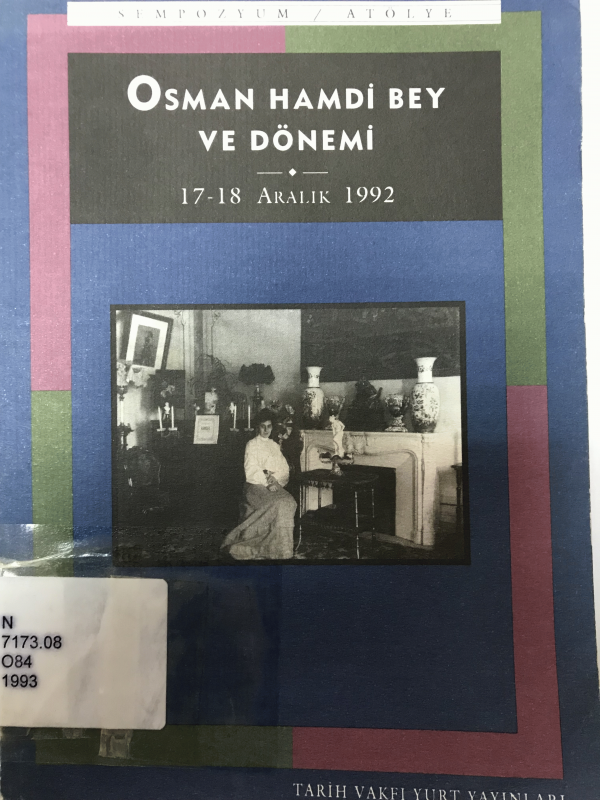 SEMPOZYUM / ATÖLYE
OSMAN HAMDİ BEY
VE DÖNEMİ
17-18 ARALIK 1992
N
7173.08
O84
1993
TARİH VAKFI YURT YAYINLARI